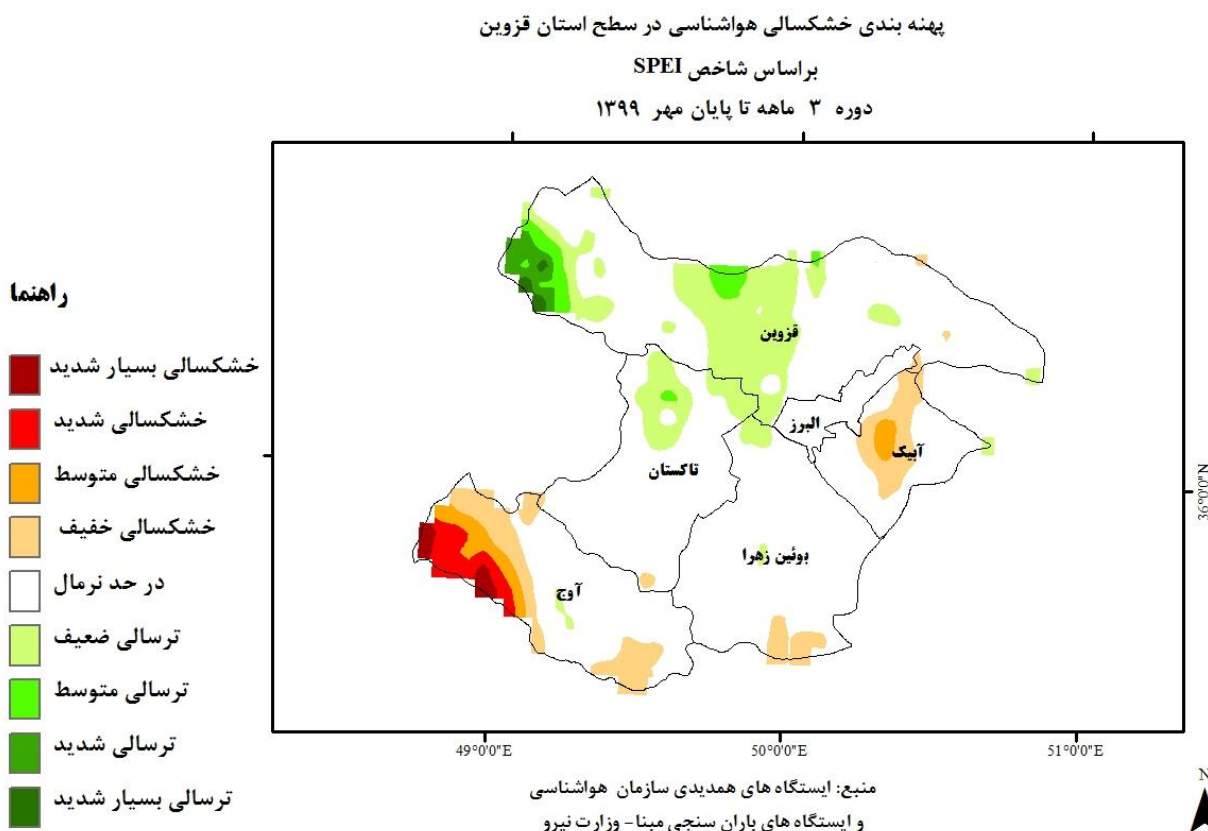 پهنه بندی خشکسالی هواشناسی در سطح استان قزوین
براساس شاخص SPEI
دوره ۳ ماهه تا پایان مهر ۱۳۹۹
راهنما
خشکسالی بسیار شدید
خشکسالی شدید
خشکسالی متوسط
خشکسالی خفیف
در حد نرمال
ترسالی ضعیف
ترسالی متوسط
ترسالی شدید
ترسالی بسیار شدید
قزوین
البرز
آبیک
تاکستان
بوئین زهرا
آوج
36°0'0"N
49°0'0"E
50°0'0"E
51°0'0"E
N
منبع: ایستگاه های همدیدی سازمان هواشناسی
و ایستگاه های باران سنجی مبنا - وزارت نیرو